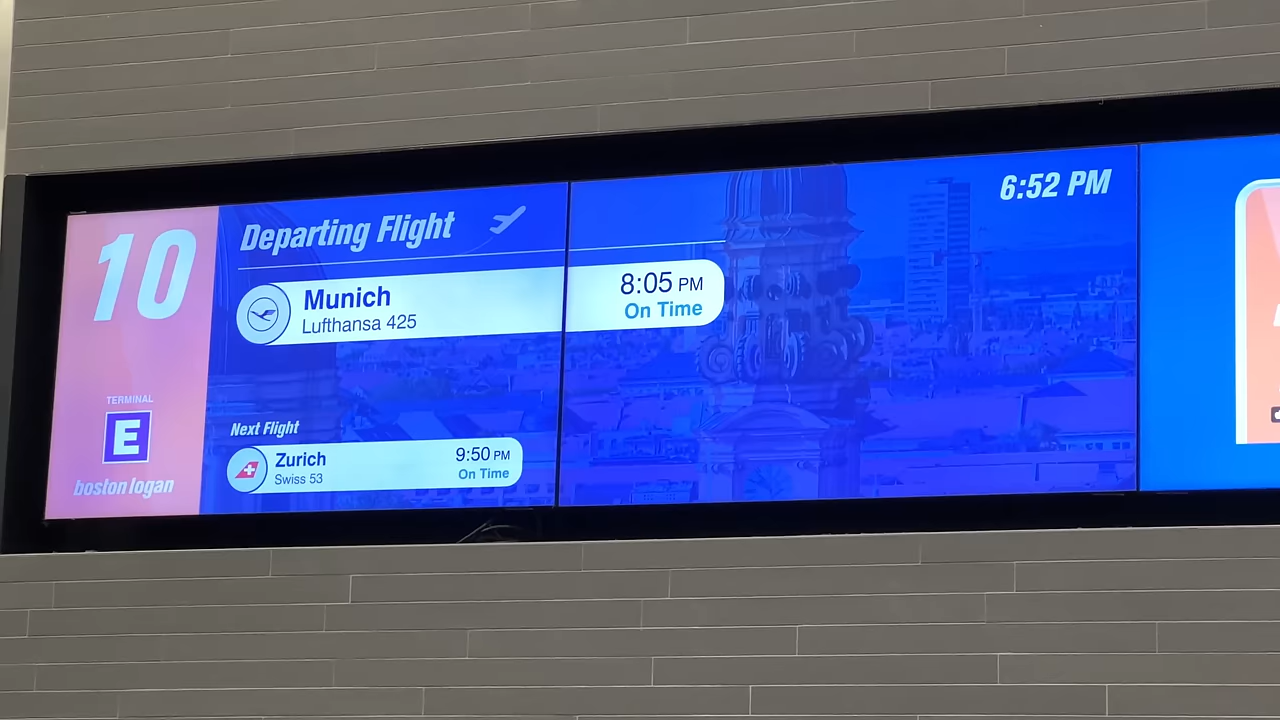 10
TERMINAL
E
boston logan
Departing Flight
6:52 PM
Munich
Lufthansa 425
8:05 PM
On Time
Next Flight
Zurich
Swiss 53
9:50 PM
On Time